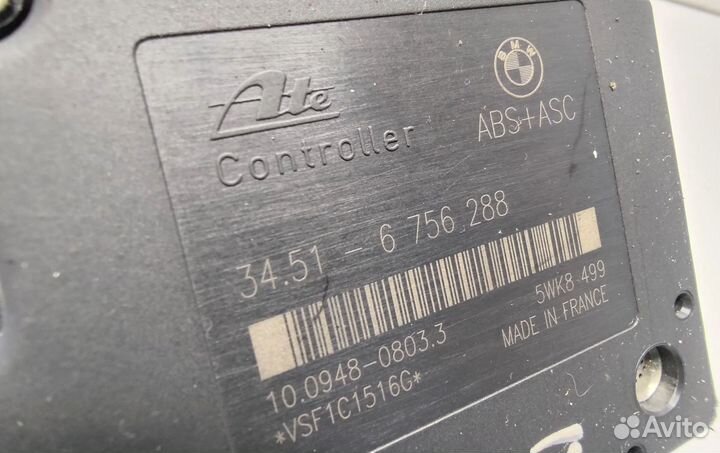 Ate
Controller
BMW
ABS+ASC
34.51 - 6 756 288
5WK8 499
10.0948-0803.3
MADE IN FRANCE
*VSF1C1516G*
Avito